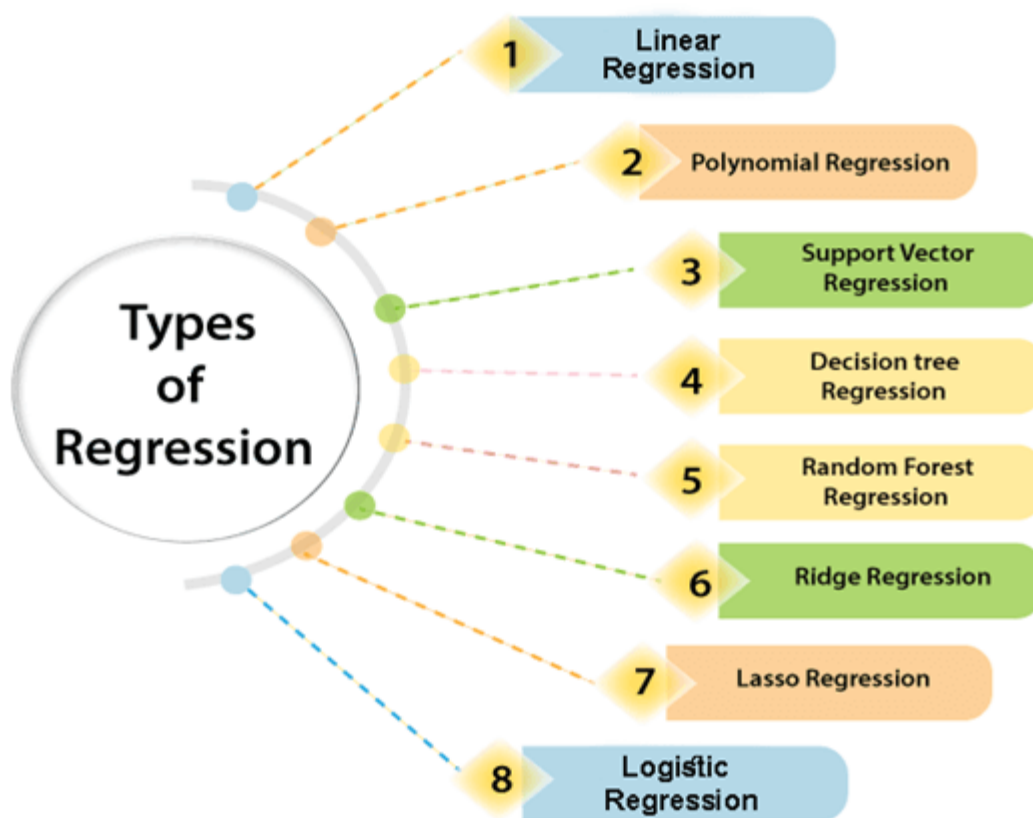 Types
of
Regression
1
Linear
Regression
2
Polynomial Regression
3
Support Vector
Regression
4
Decision tree
Regression
5
Random Forest
Regression
6
Ridge Regression
7
Lasso Regression
8
Logistic
Regression